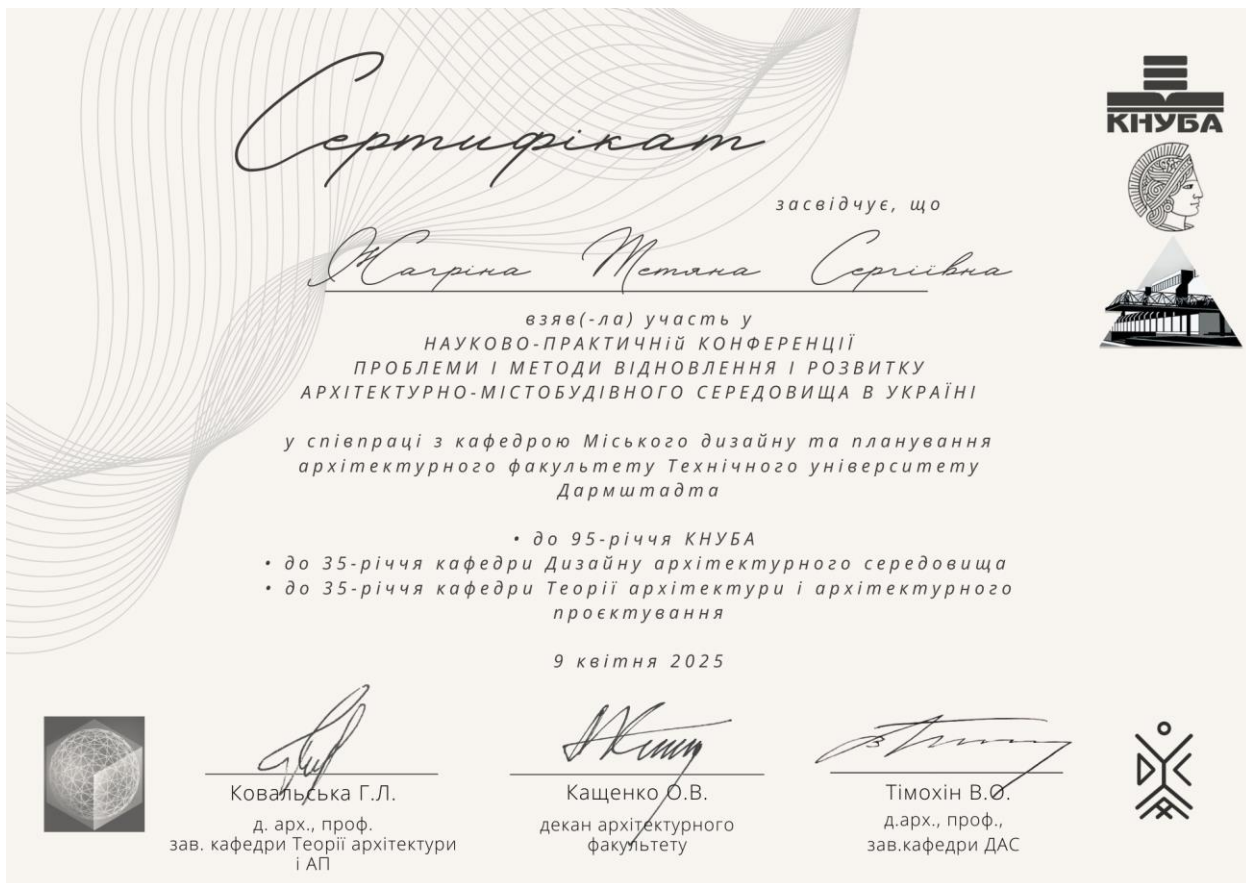 Сертифікат
КНУБА
засвідчує, що
Жагріна Тетяна Сергіївна
взяв(-ла) участь у
НАУКОВО-ПРАКТИЧНій КОНФЕРЕНЦІЇ
ПРОБЛЕМИ І МЕТОДИ ВІДНОВЛЕННЯ І РОЗВИТКУ
АРХІТЕКТУРНО-МІСТОБУДІВНОГО СЕРЕДОВИЩА В УКРАЇНІ
у співпраці з кафедрою Міського дизайну та планування
архітектурного факультету Технічного університету
Дармштадта
• до 95-річчя КНУБА
• до 35-річчя кафедри Дизайну архітектурного середовища
• до 35-річчя кафедри Теорії архітектури і архітектурного
проєктування
9 квітня 2025
Ковальська Г.Л.
д. арх., проф.
зав. кафедри Теорії архітектури
і АП
Кащенко О.В.
декан архітектурного
факультету
Тімохін В.О.
д.арх., проф.,
зав.кафедри ДАС